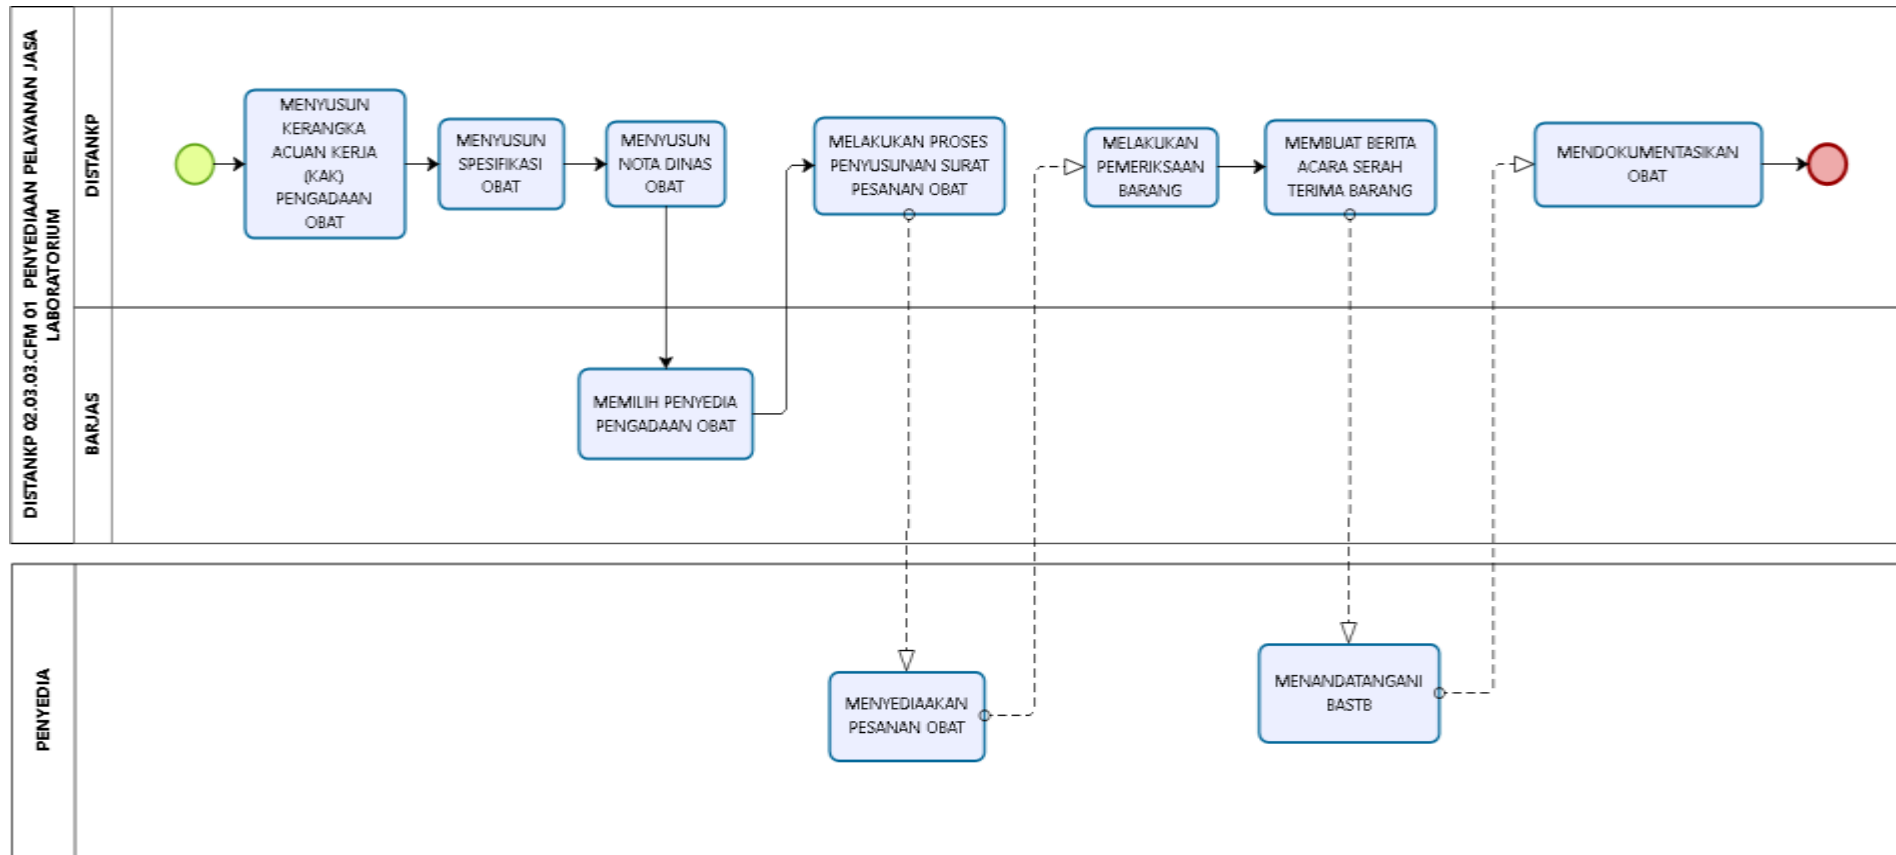 DISTANKP 02.03.03.CFM 01 PENYEDIAAN PELAYANAN JASA
LABORATORIUM
DISTANKP
MENYUSUN
KERANGKA
ACUAN KERJA
(KAK)
PENGADAAN
OBAT
MENYUSUN
SPESIFIKASI
OBAT
MENYUSUN
NOTA DINAS
OBAT
MELAKUKAN PROSES
PENYUSUNAN SURAT
PESANAN OBAT
MELAKUKAN
PEMERIKSAAN
BARANG
MEMBUAT BERITA
ACARA SERAH
TERIMA BARANG
MENDOKUMENTASIKAN
OBAT
BARJAS
MEMILIH PENYEDIA
PENGADAAN OBAT
PENYEDIA
MENYEDIAAKAN
PESANAN OBAT
MENANDATANGANI
BASTB